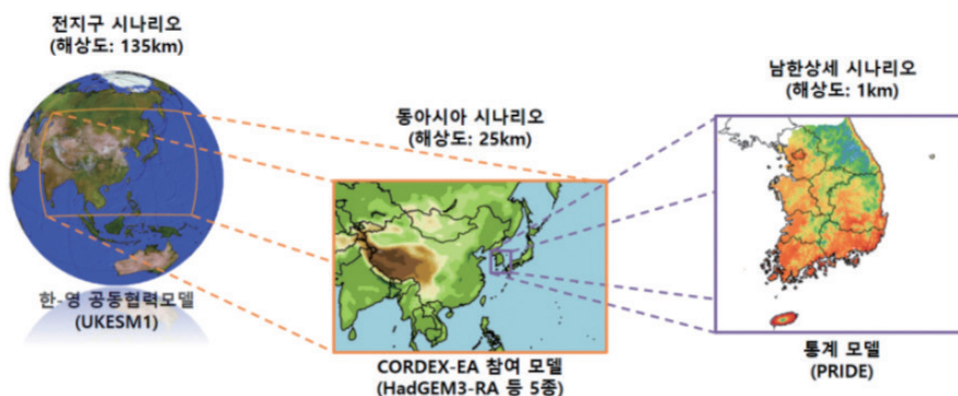 전지구 시나리오
(해상도: 135km)
한-영 공동협력모델
(UKESM1)
동아시아 시나리오
(해상도: 25km)
CORDEX-EA 참여 모델
(HadGEM3-RA 등 5종)
남한상세 시나리오
(해상도: 1km)
통계 모델
(PRIDE)